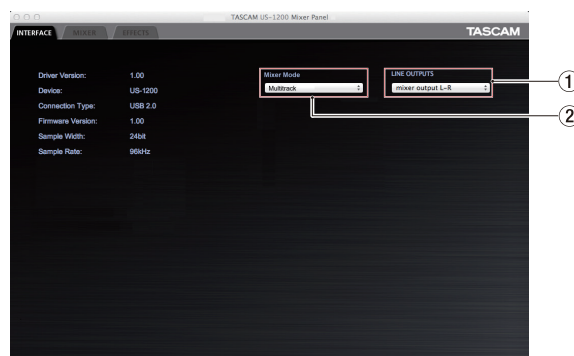 TASCAM US-1200 Mixer Panel
INTERFACE MIXER EFFECTS TASCAM
Driver Version: 1.00
Device: US-1200
Connection Type: USB 2.0
Firmware Version: 1.00
Sample Width: 24bit
Sample Rate: 96kHz
Mixer Mode
Multitrack
LINE OUTPUTS
mixer output L-R
1
2